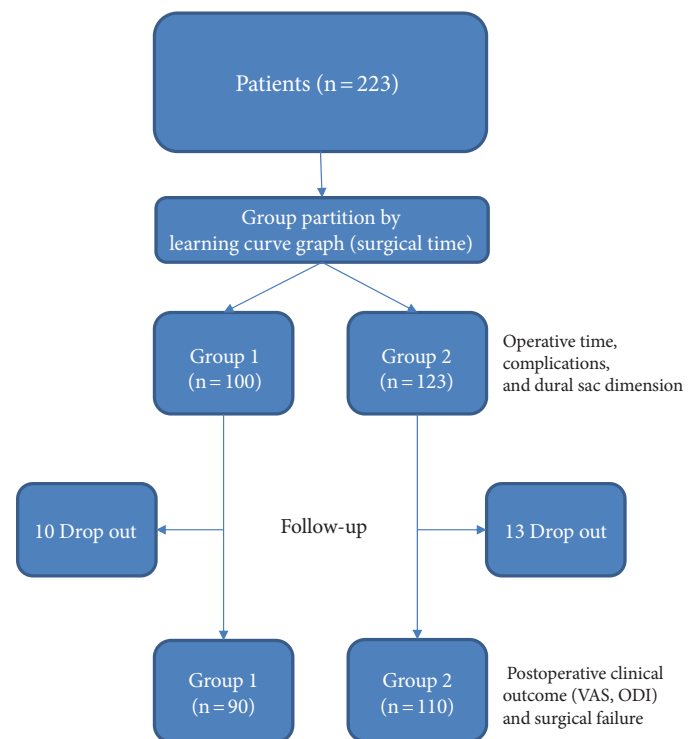 Patients (n = 223)
Group partition by
learning curve graph (surgical time)
Group 1
(n = 100)
Group 2
(n = 123)
Operative time,
complications,
and dural sac dimension
10 Drop out
Follow-up
13 Drop out
Group 1
(n = 90)
Group 2
(n = 110)
Postoperative clinical
outcome (VAS, ODI)
and surgical failure